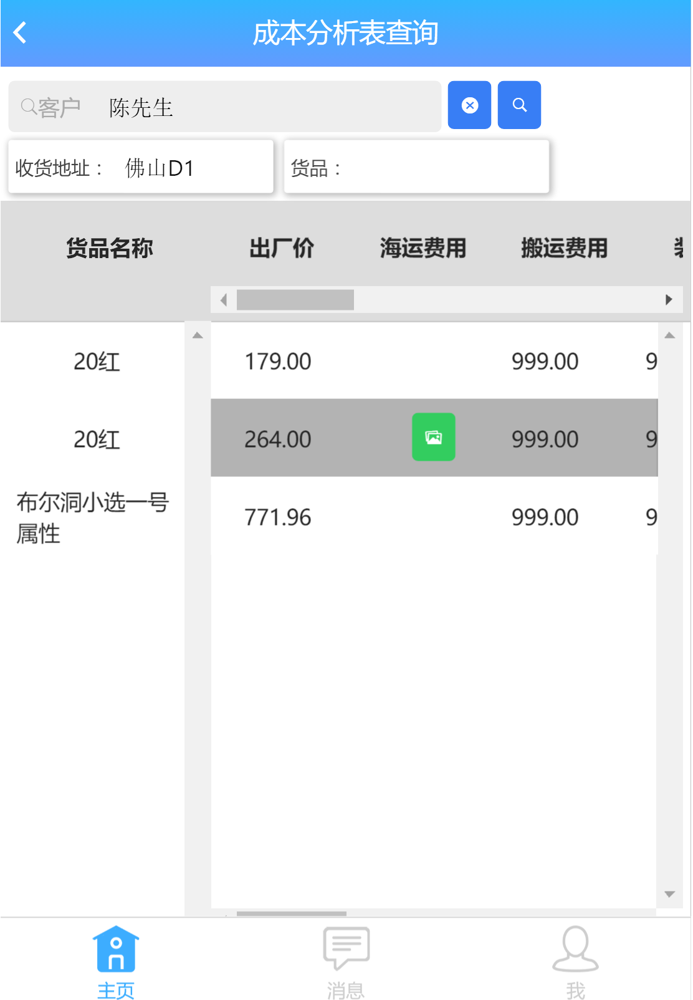 成本分析表查询
客户 陈先生
收货地址： 佛山D1 货品：
货品名称 出厂价 海运费用 搬运费用
20红 179.00 999.00 9
20红 264.00 999.00 9
布尔洞小选一号
属性
771.96 999.00 9
主页 消息 我